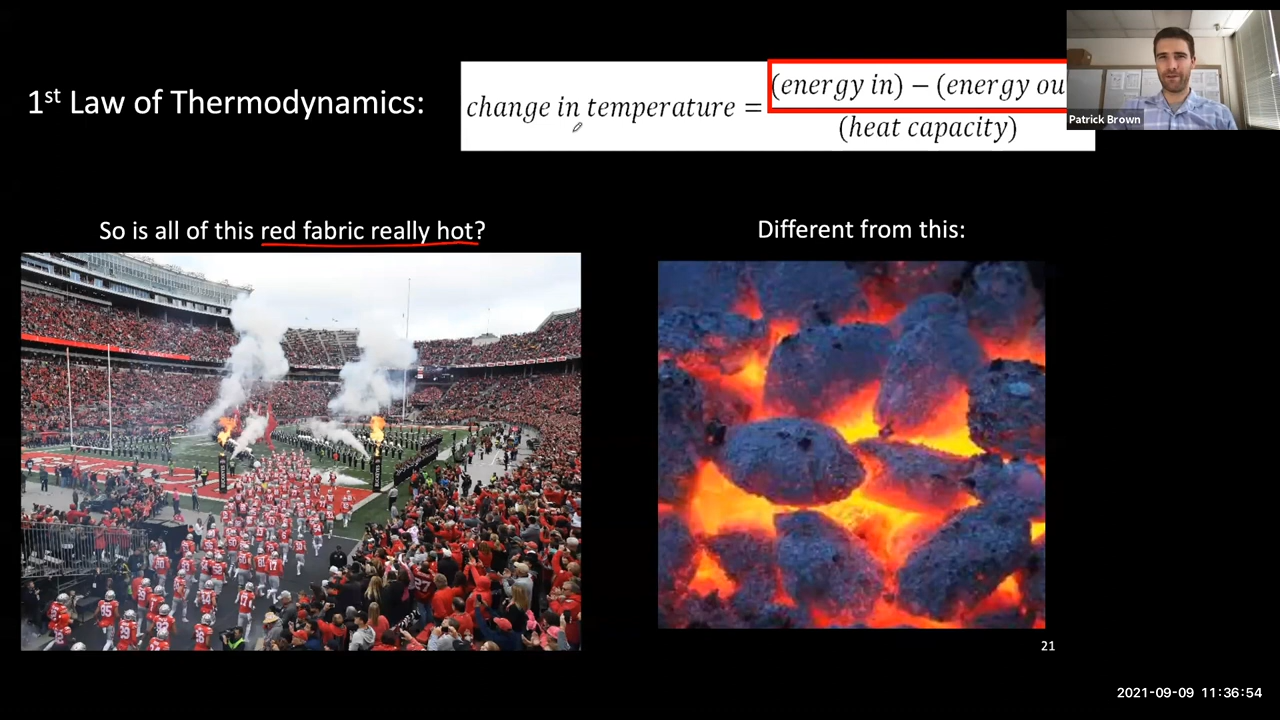 1st Law of Thermodynamics:
change in temperature =
(energy in) − (energy ou
(heat capacity)
Patrick Brown
So is all of this red fabric really hot?
Different from this:
27
21
2021-09-09 11:36:54